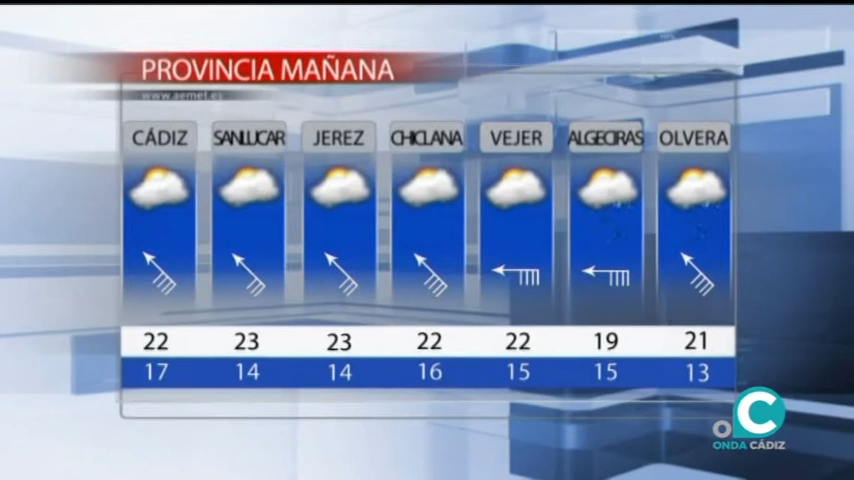 PROVINCIA MAÑANA
www.aemet.es
CÁDIZ SANLUCAR JEREZ CHICLANA VEJER ALGECIRAS OLVERA
22 23 23 22 22 19 21
17 14 14 16 15 15 13
C
ONDA CÁDIZ